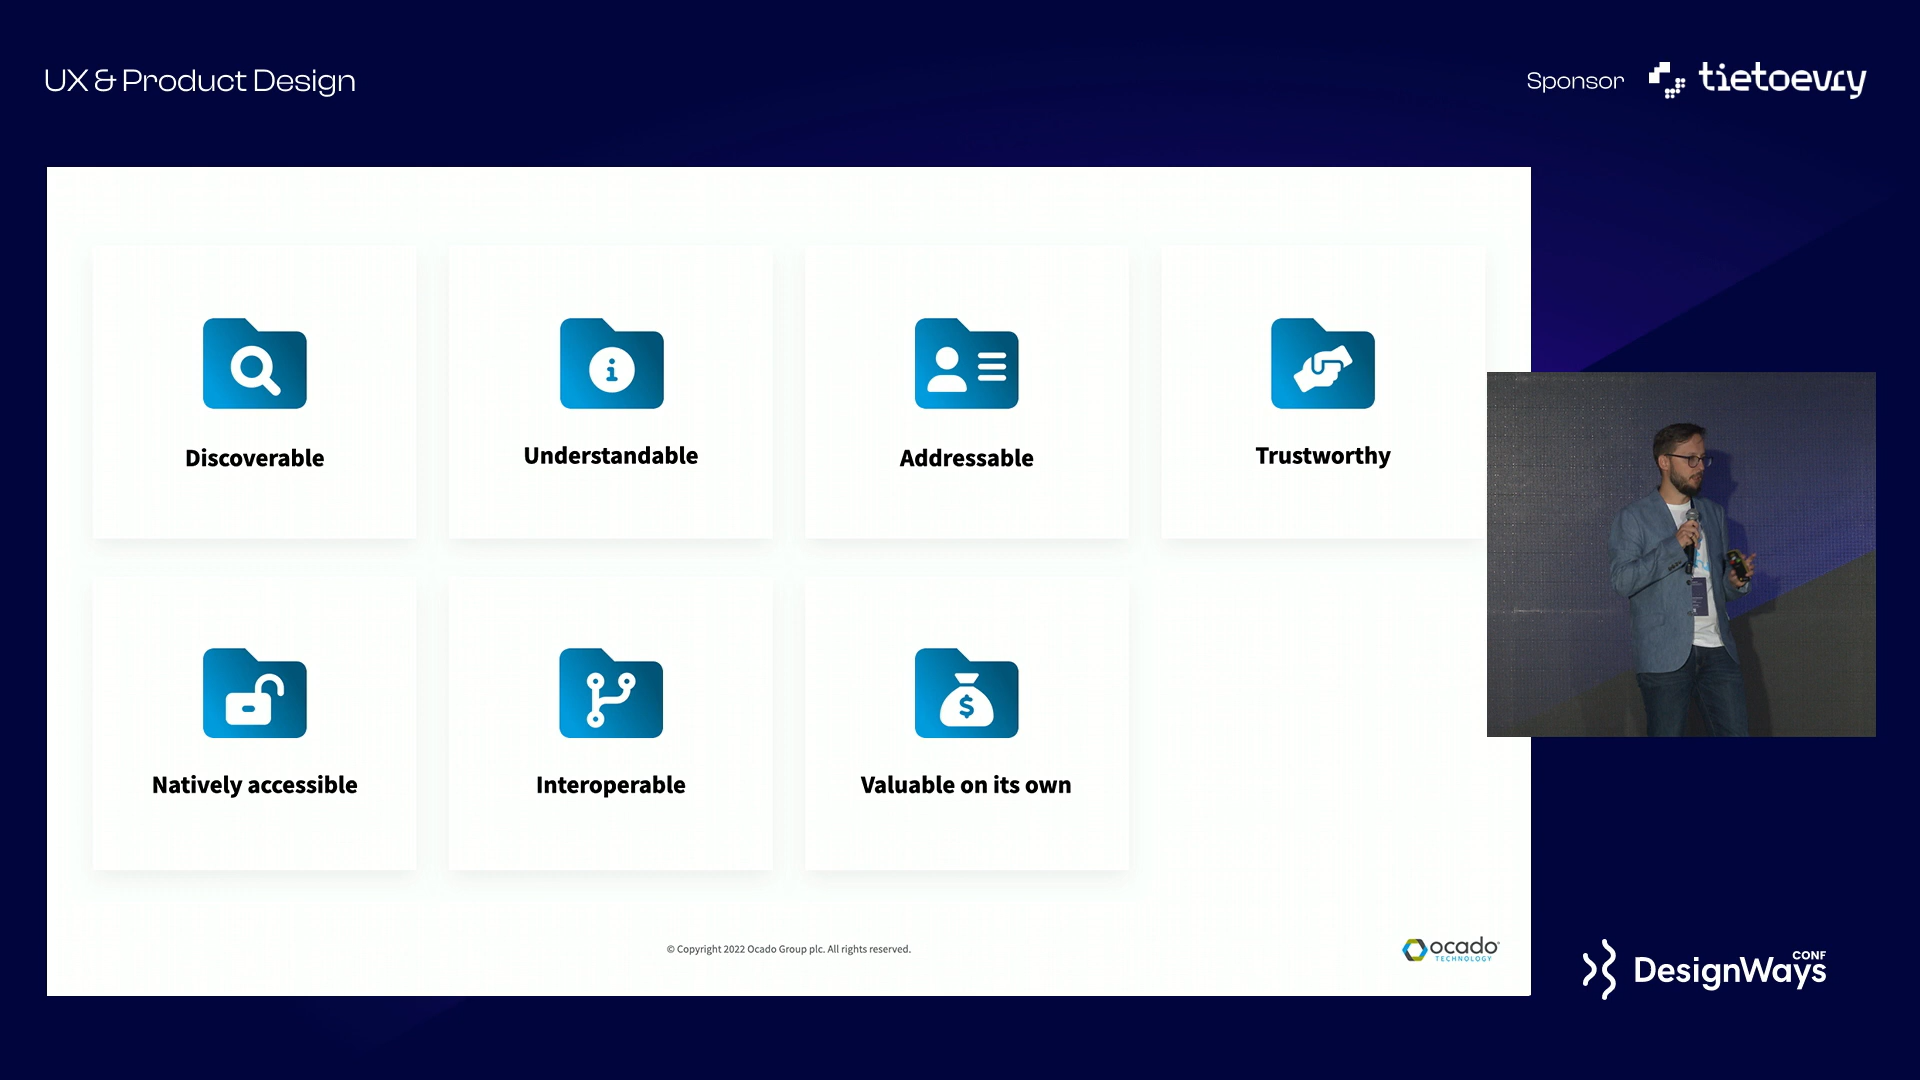 UX & Product Design
Sponsor tietoevry
Discoverable
Understandable
Addressable
Trustworthy
Natively accessible
Interoperable
Valuable on its own
© Copyright 2022 Ocado Group plc. All rights reserved.
ocado
TECHNOLOGY
DesignWays CONF